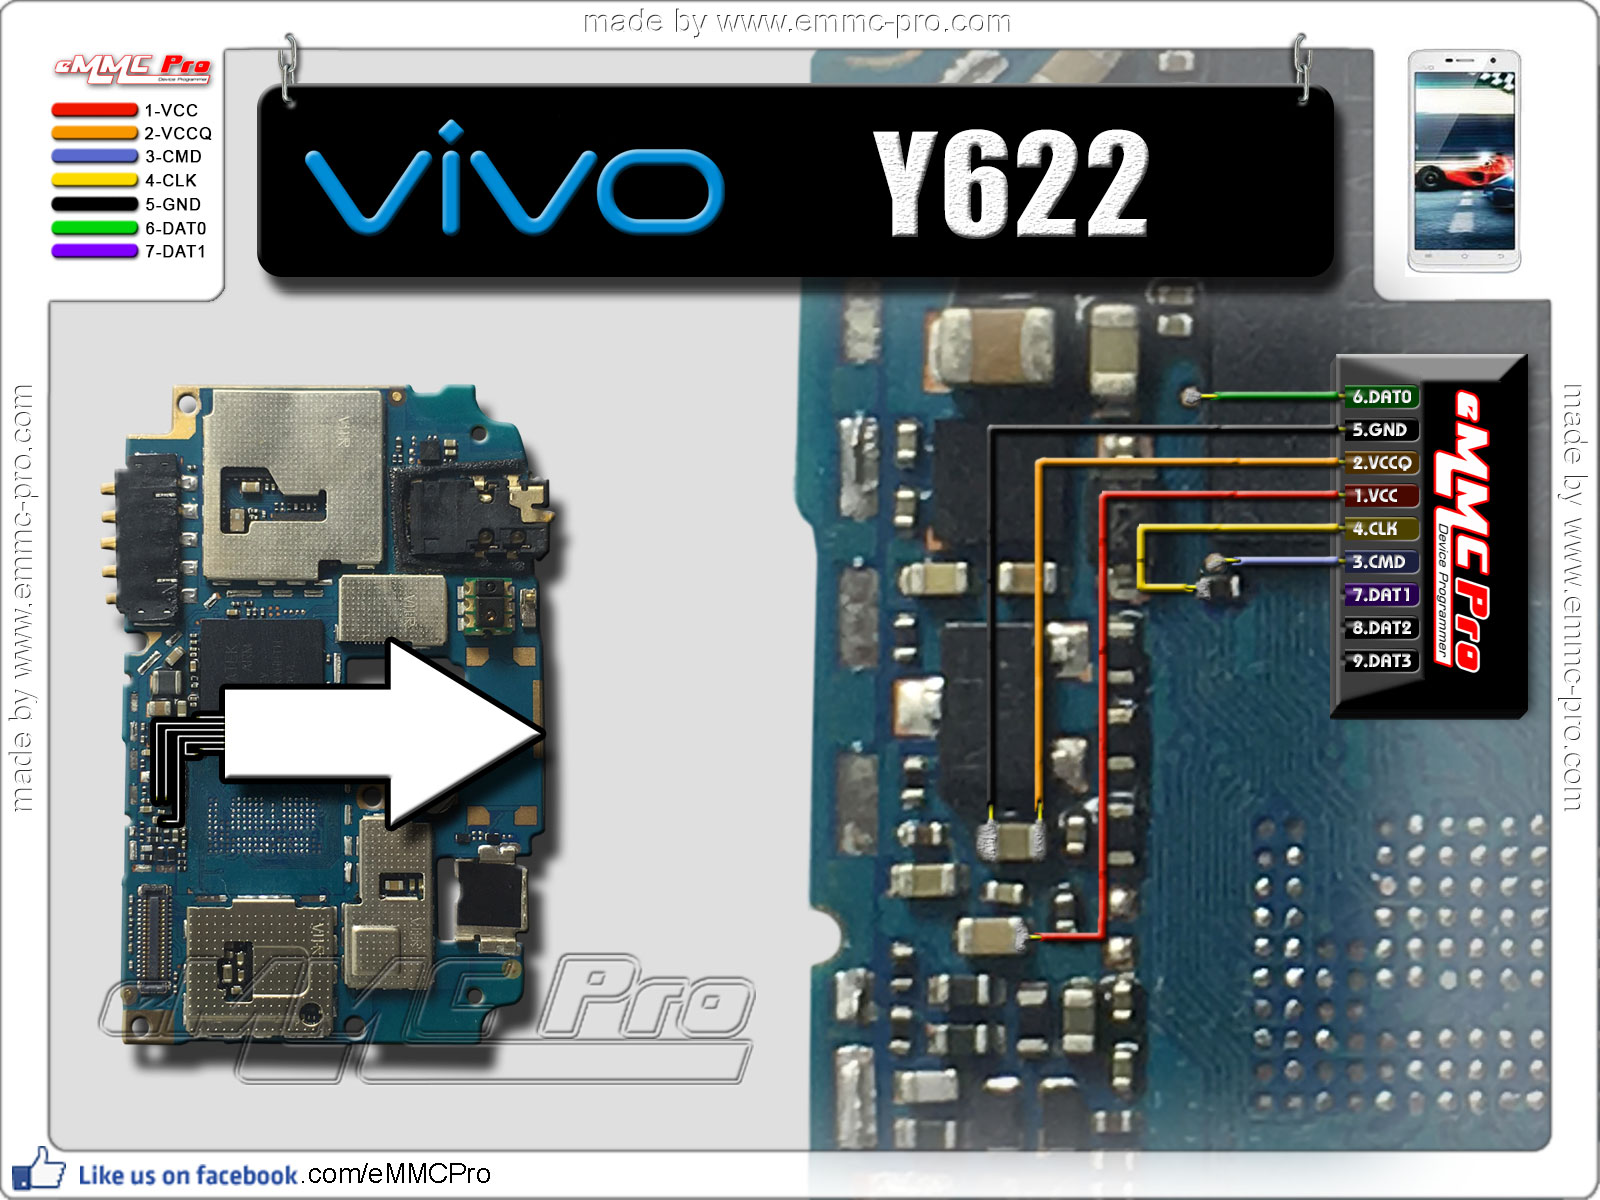 made by www.emmc-pro.com
eMMC Pro
Device Programmer
1-VCC
2-VCCQ
3-CMD
4-CLK
5-GND
6-DAT0
7-DAT1
vivo Y622
6.DAT0
5.GND
2.VCCQ
1.VCC
4.CLK
3.CMD
7.DAT1
8.DAT2
9.DAT3
eMMC Pro
Device Programmer
made by www.emmc-pro.com
made by www.emmc-pro.com
eMMC Pro
Like us on facebook.com/eMMCPro